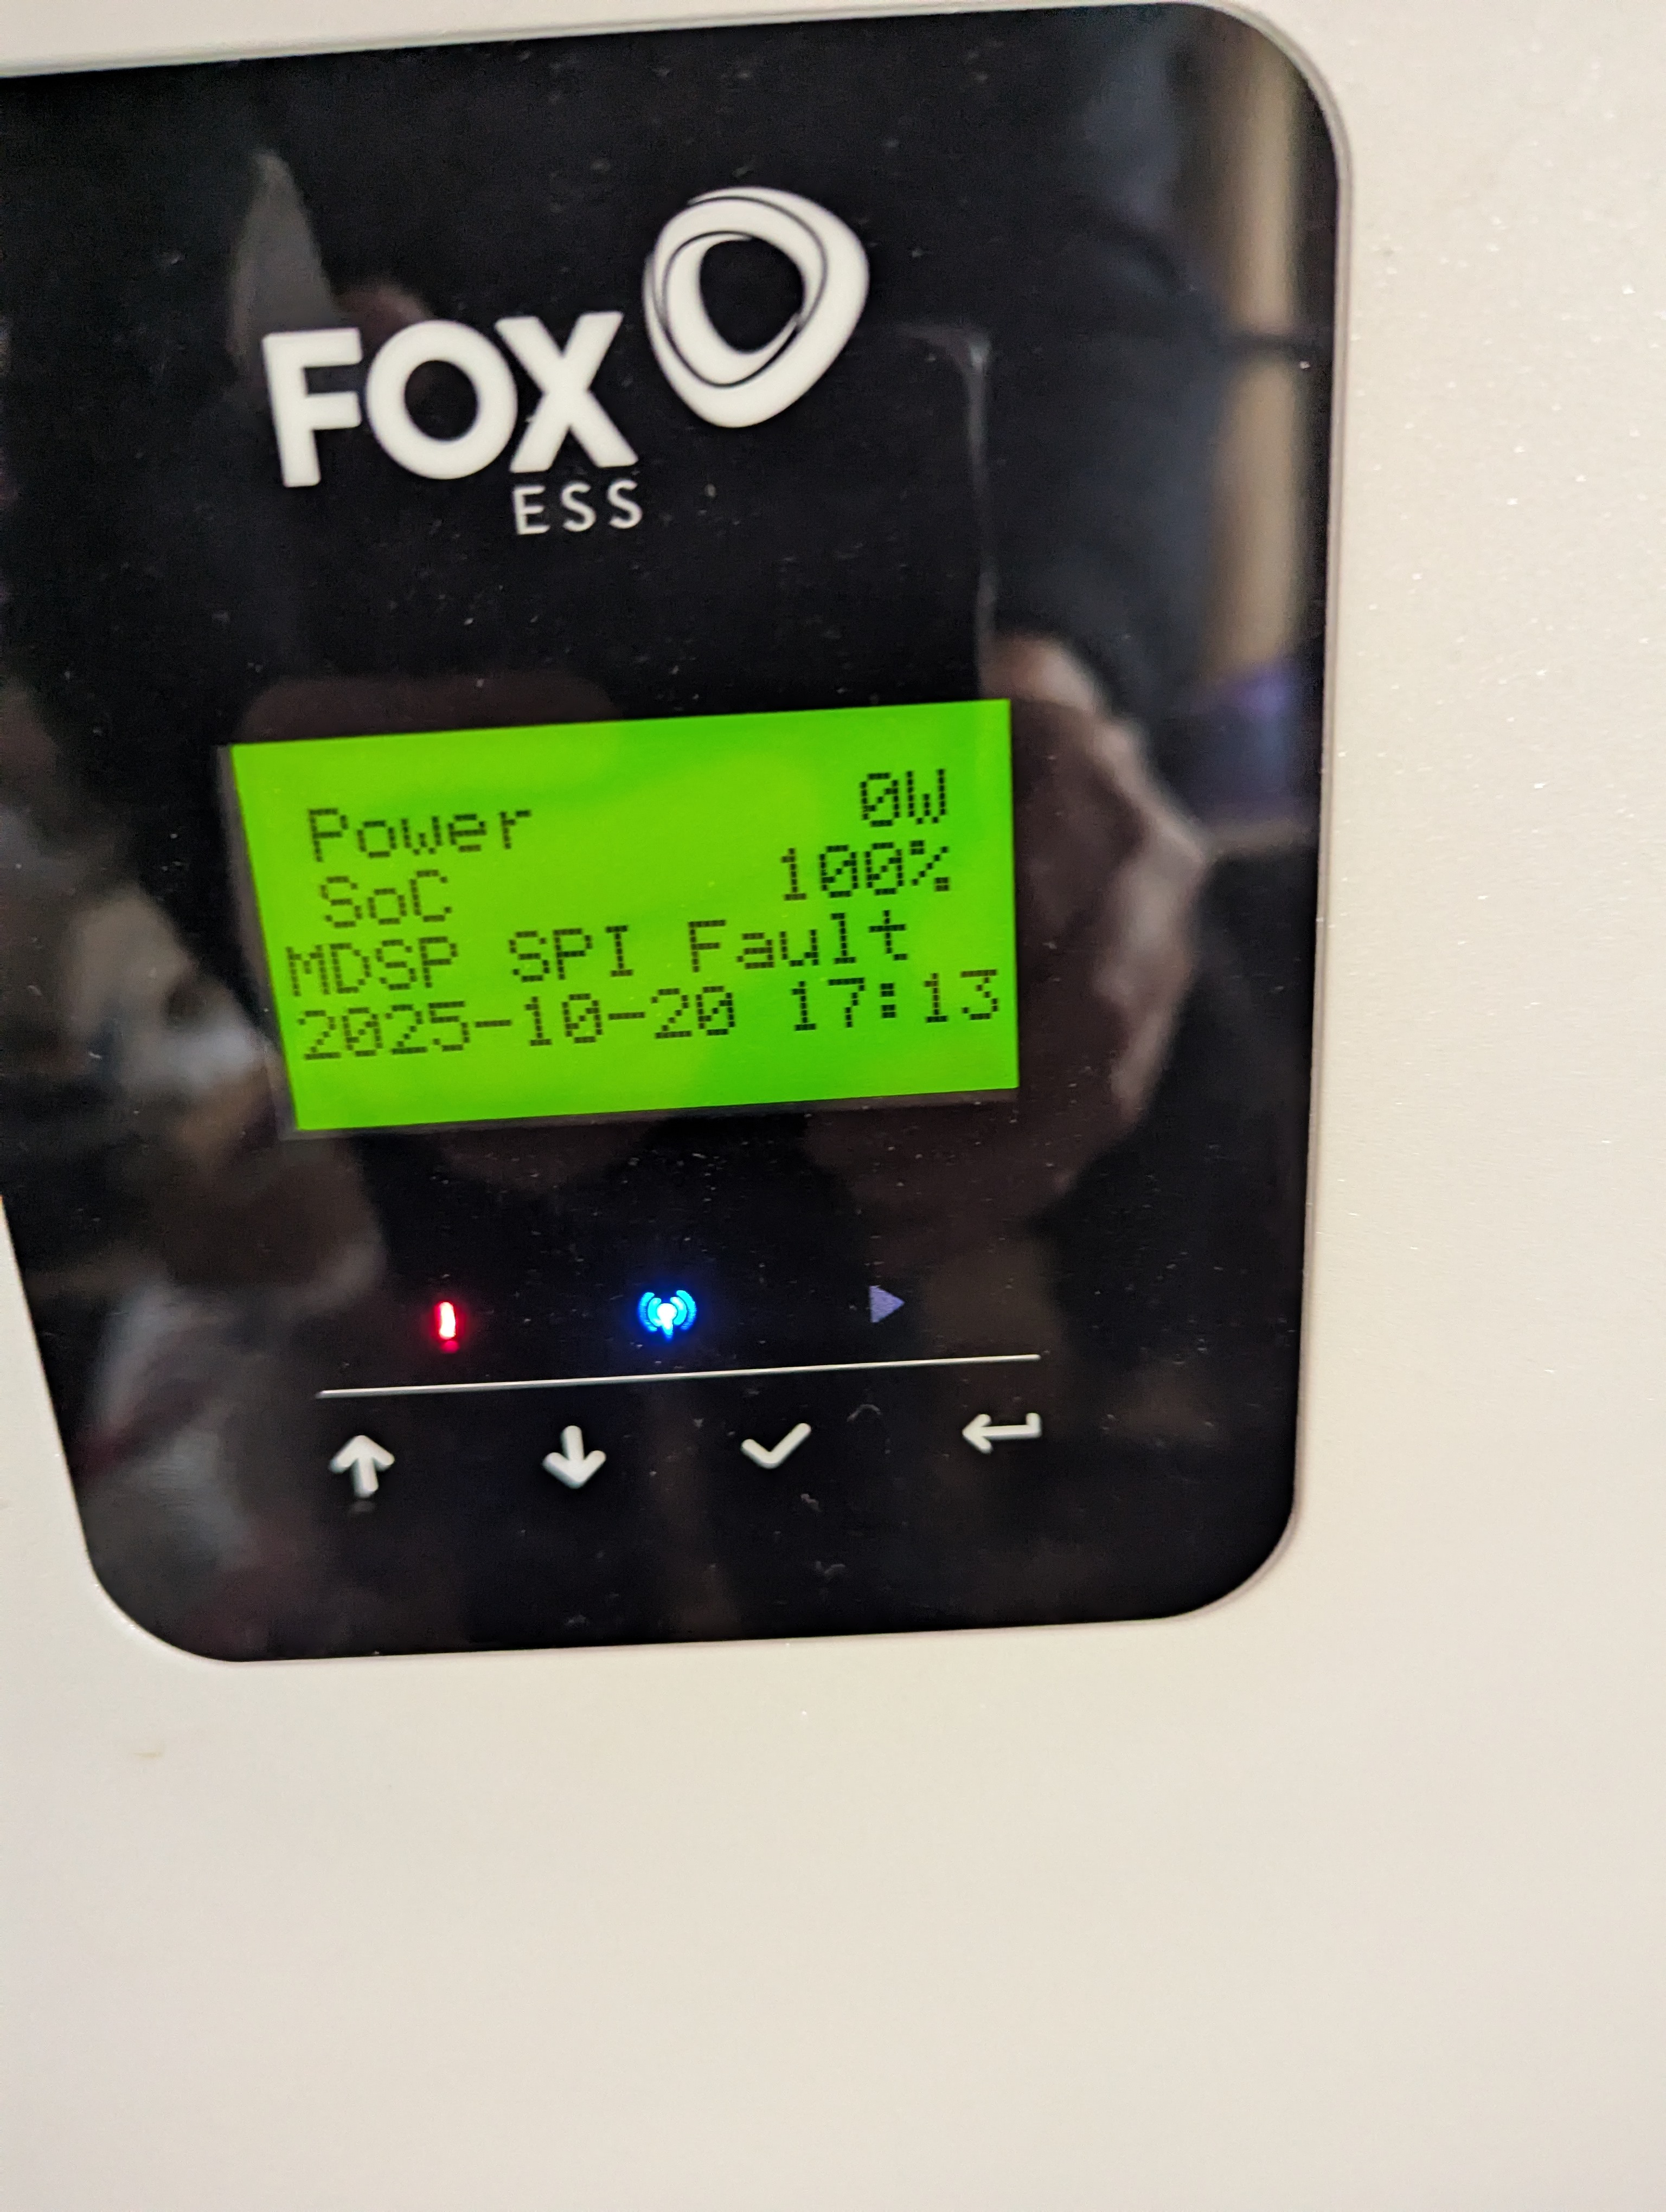 FOX
ESS
Power 0W
SoC 100%
MDSP SPI Fault
2025-10-20 17:13